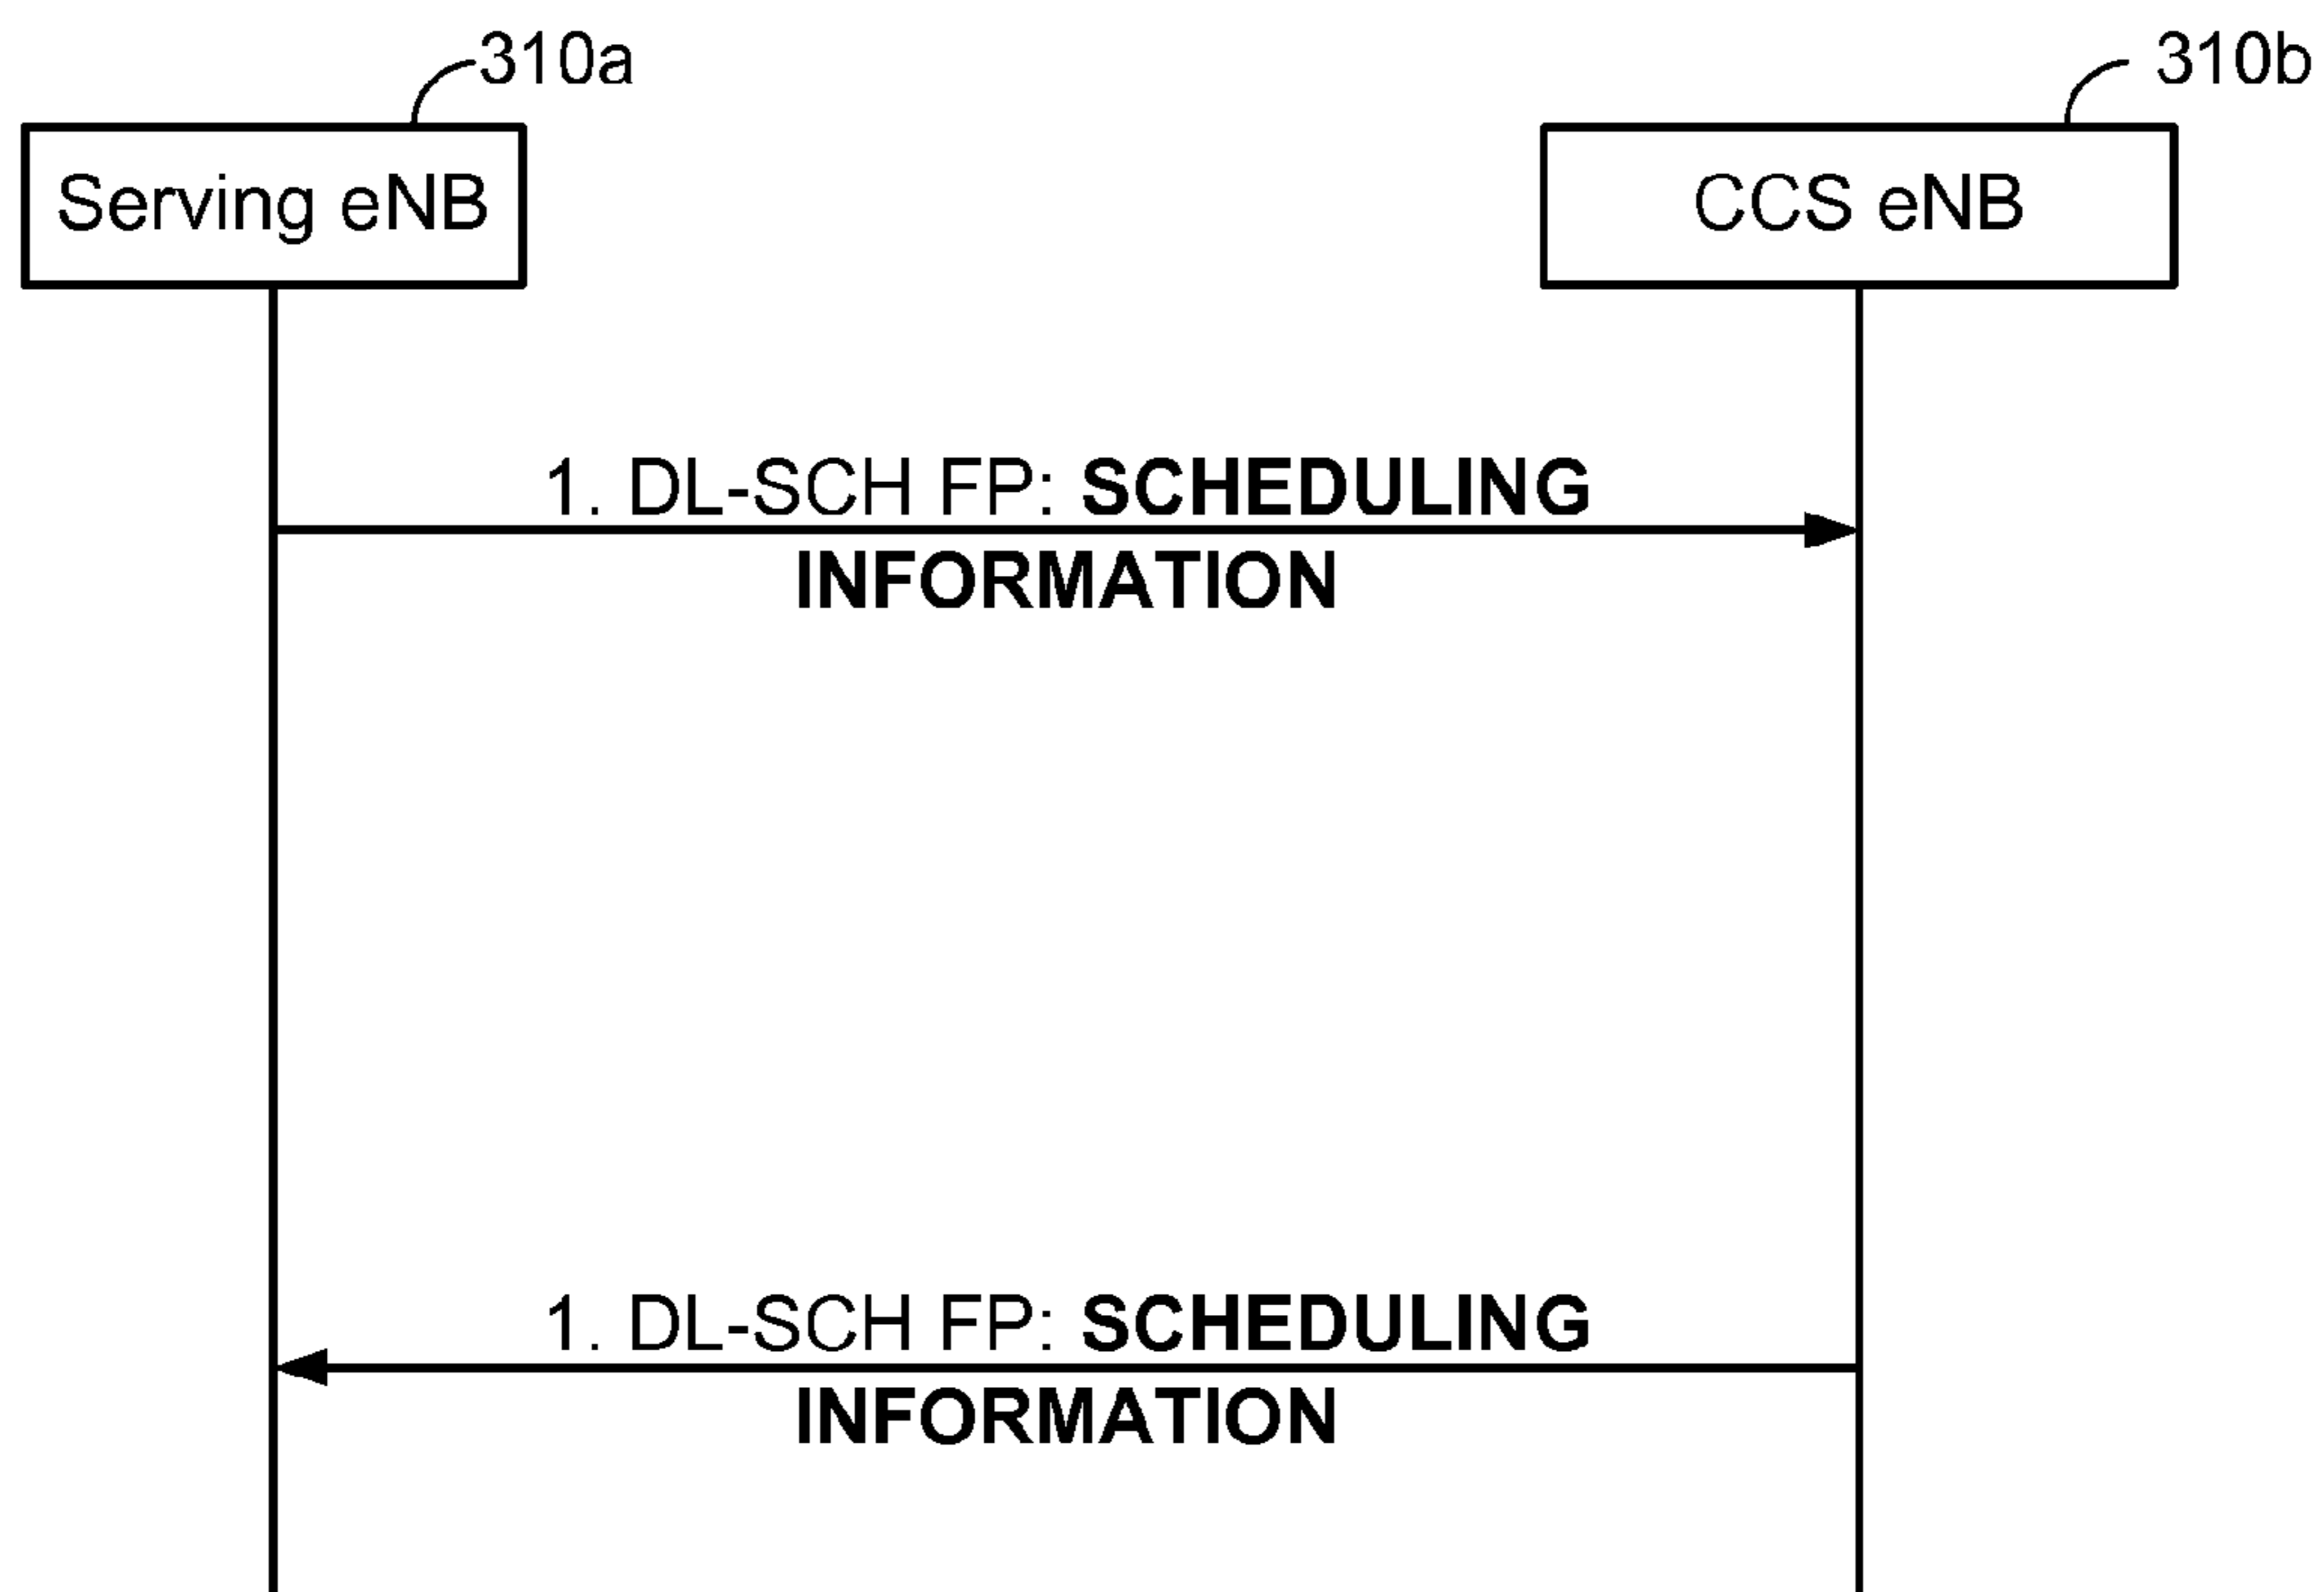 310a
310b
Serving eNB
CCS eNB
1. DL-SCH FP: SCHEDULING
INFORMATION
1. DL-SCH FP: SCHEDULING
INFORMATION